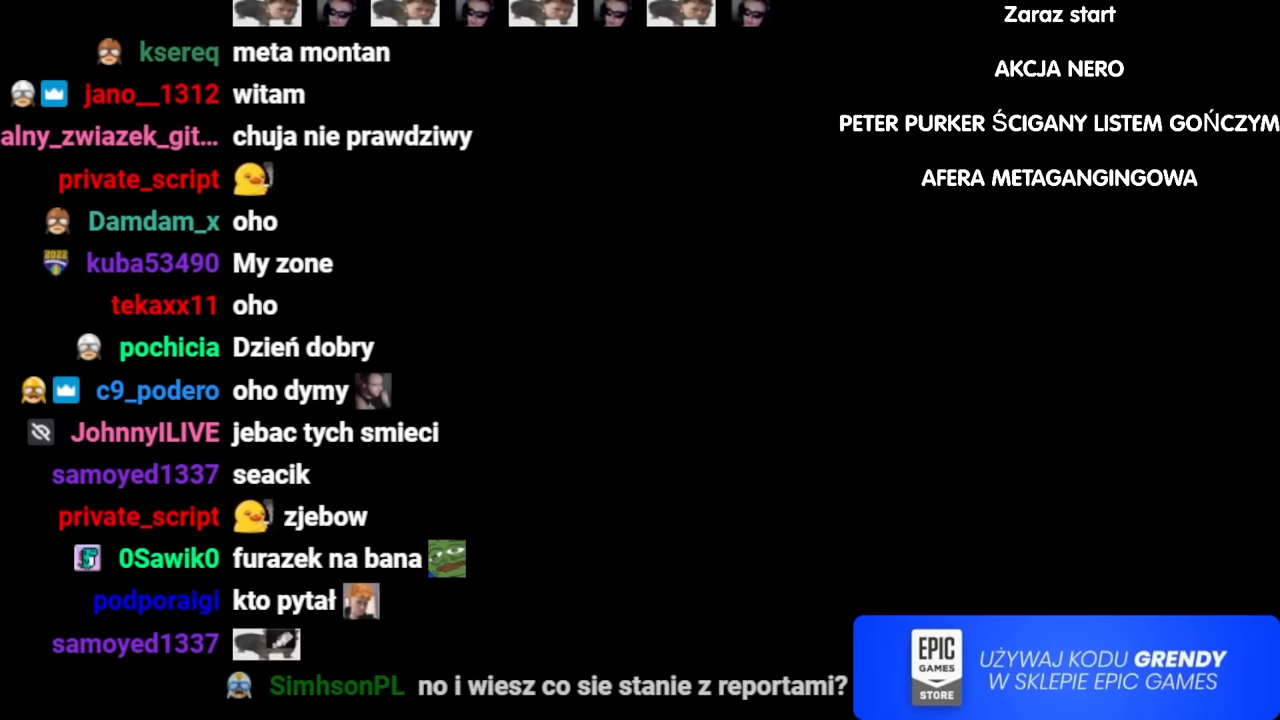 Zaraz start
AKCJA NERO
PETER PURKER ŚCIGANY LISTEM GOŃCZYM
AFERA METAGANGINGOWA
ksereq meta montan
jano__1312 witam
alny_zwiazek_git... chuja nie prawdziwy
private_script
Damdam_x oho
2022 kuba53490 My zone
tekaxx11 oho
pochicia Dzień dobry
c9_podero oho dymy
JohnnyILIVE jebac tych smieci
samoyed1337 seacik
private_script zjebow
0Sawik0 furazek na bana
podporaigi kto pytał
samoyed1337
SimhsonPL no i wiesz co sie stanie z reportami?
EPIC
GAMES
STORE
UŻYWAJ KODU GRENDY
W SKLEPIE EPIC GAMES